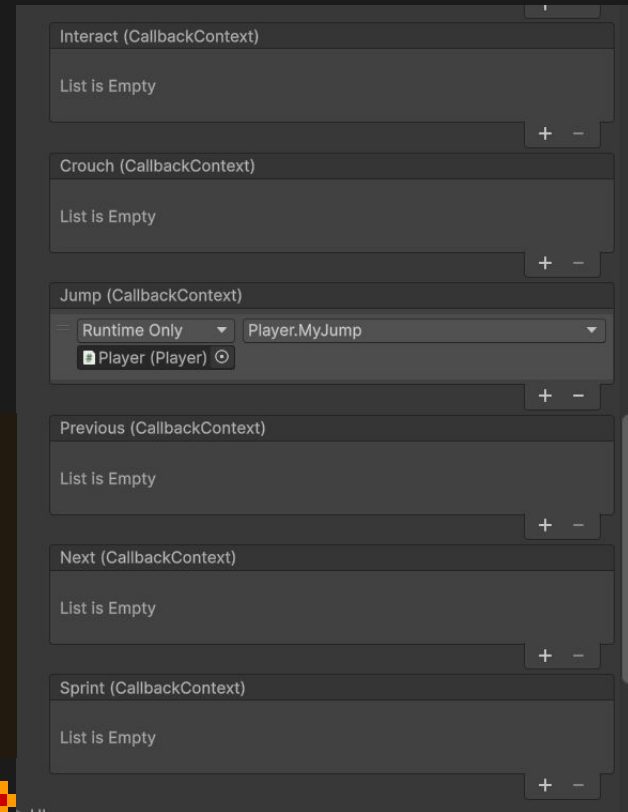 Interact (CallbackContext)
List is Empty
+ −
Crouch (CallbackContext)
List is Empty
+ −
Jump (CallbackContext)
Runtime Only Player.MyJump
# Player (Player)
+ −
Previous (CallbackContext)
List is Empty
+ −
Next (CallbackContext)
List is Empty
+ −
Sprint (CallbackContext)
List is Empty
+ −